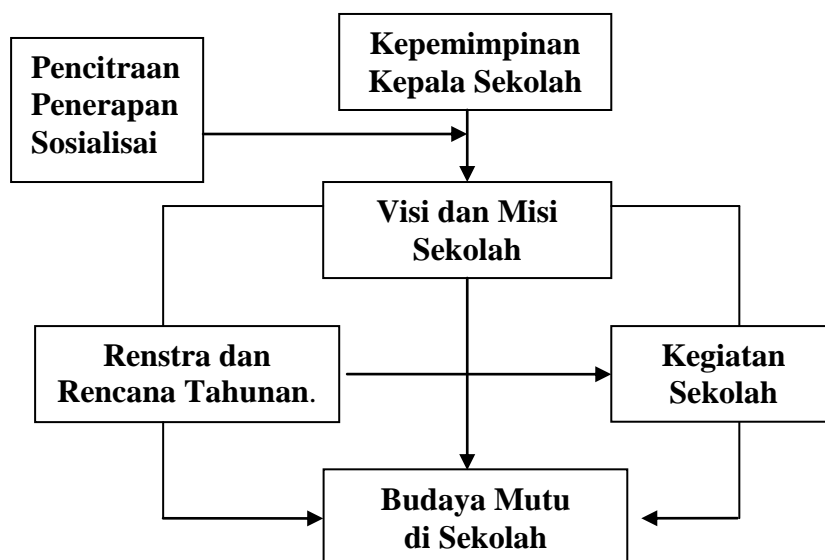 Kepemimpinan
Kepala Sekolah
Pencitraan
Penerapan
Sosialisai
Visi dan Misi
Sekolah
Renstra dan
Rencana Tahunan.
Kegiatan
Sekolah
Budaya Mutu
di Sekolah